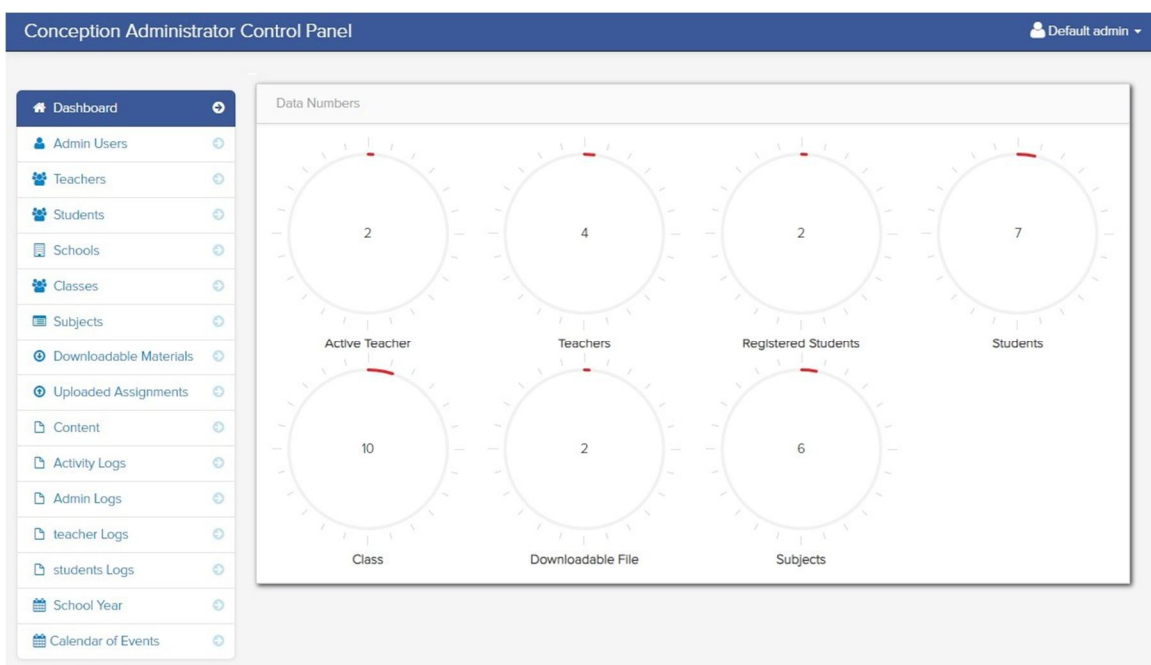 Conception Administrator Control Panel
Default admin
Dashboard
Admin Users
Teachers
Students
Schools
Classes
Subjects
Downloadable Materials
Uploaded Assignments
Content
Activity Logs
Admin Logs
teacher Logs
students Logs
School Year
Calendar of Events
Data Numbers
2
4
2
7
Active Teacher
Teachers
Registered Students
Students
10
2
6
Class
Downloadable File
Subjects